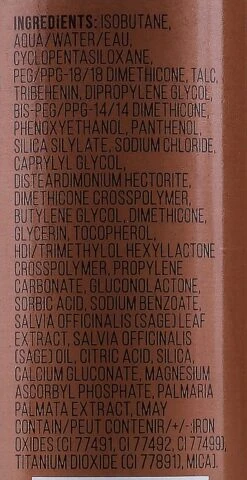 INGREDIENTS: ISOBUTANE,
AQUA/WATER/EAU,
CYCLOPENTASILOXANE,
PEG/PPG-18/18 DIMETHICONE, TALC,
TRIBEHENIN, DIPROPYLENE GLYCOL,
BIS-PEG/PPG-14/14 DIMETHICONE,
PHENOXYETHANOL, PANTHENOL,
SILICA SILYLATE, SODIUM CHLORIDE,
CAPRYLYL GLYCOL,
DISTEARDIMONIUM HECTORITE,
DIMETHICONE CROSSPOLYMER,
BUTYLENE GLYCOL, DIMETHICONE,
GLYCERIN, TOCOPHEROL,
HDI/TRIMETHYLOL HEXYLLACTONE
CROSSPOLYMER, PROPYLENE
CARBONATE, GLUCONOLACTONE,
SORBIC ACID, SODIUM BENZOATE,
SALVIA OFFICINALIS (SAGE) LEAF
EXTRACT, SALVIA OFFICINALIS
(SAGE) OIL, CITRIC ACID, SILICA,
CALCIUM GLUCONATE, MAGNESIUM
ASCORBYL PHOSPHATE, PALMARIA
PALMATA EXTRACT, [MAY
CONTAIN/PEUT CONTENIR/+/-:IRON
OXIDES (CI 77491, CI 77492, CI 77499),
TITANIUM DIOXIDE (CI 77891), MICA].